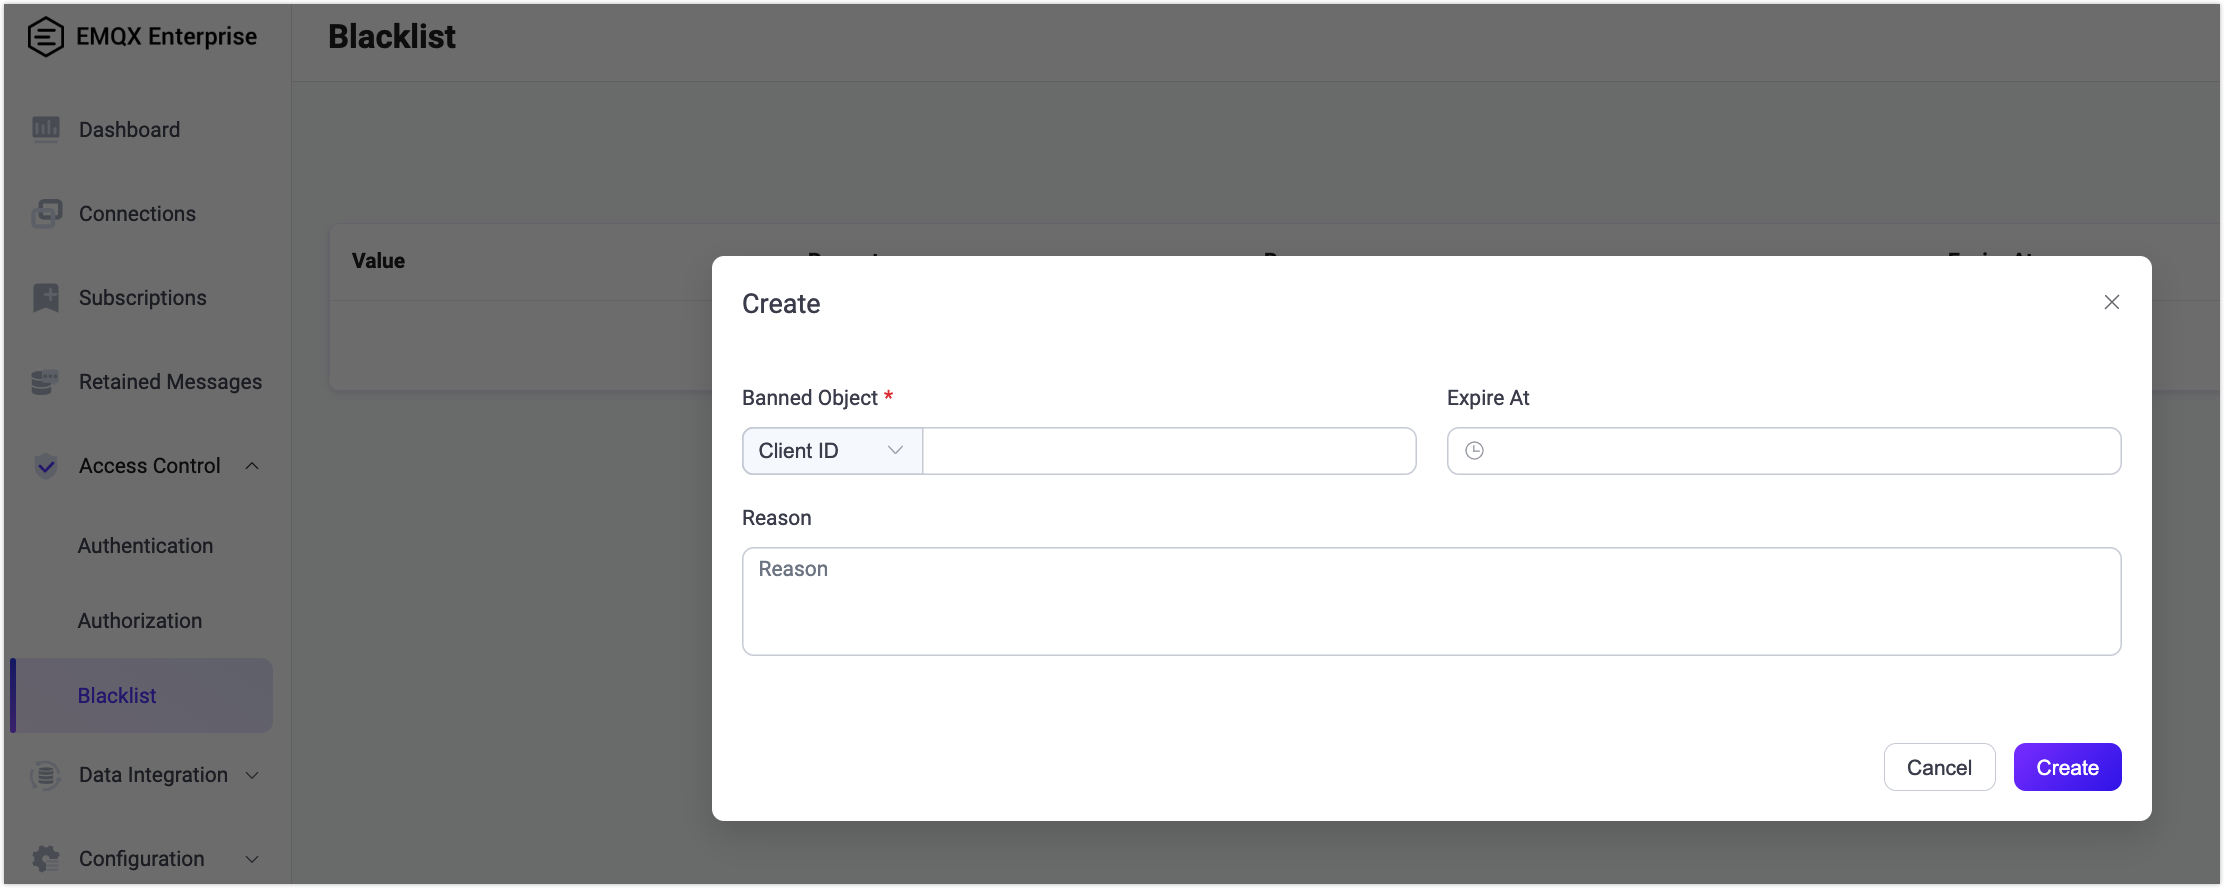 EMQX Enterprise
Blacklist
Dashboard
Connections
Subscriptions
Retained Messages
Access Control
Authentication
Authorization
Blacklist
Data Integration
Configuration
Value
Create
Banned Object *
Expire At
Client ID
Reason
Reason
Cancel
Create